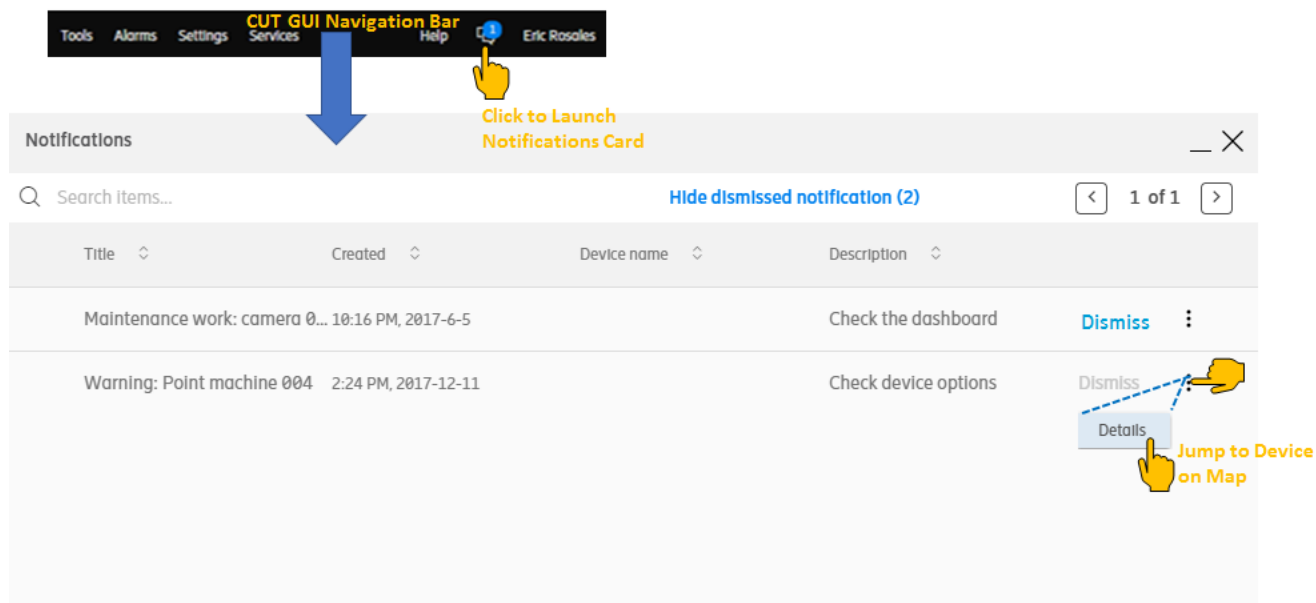 CUT GUI Navigation Bar
Tools Alarms Settings Services Help 1 Eric Rosales
Click to Launch
Notifications Card
Notifications
Search items...
Hide dismissed notification (2)
< 1 of 1 >
Title Created Device name Description
Maintenance work: camera 0... 10:16 PM, 2017-6-5 Check the dashboard Dismiss
Warning: Point machine 004 2:24 PM, 2017-12-11 Check device options Dismiss
Details
Jump to Device
on Map